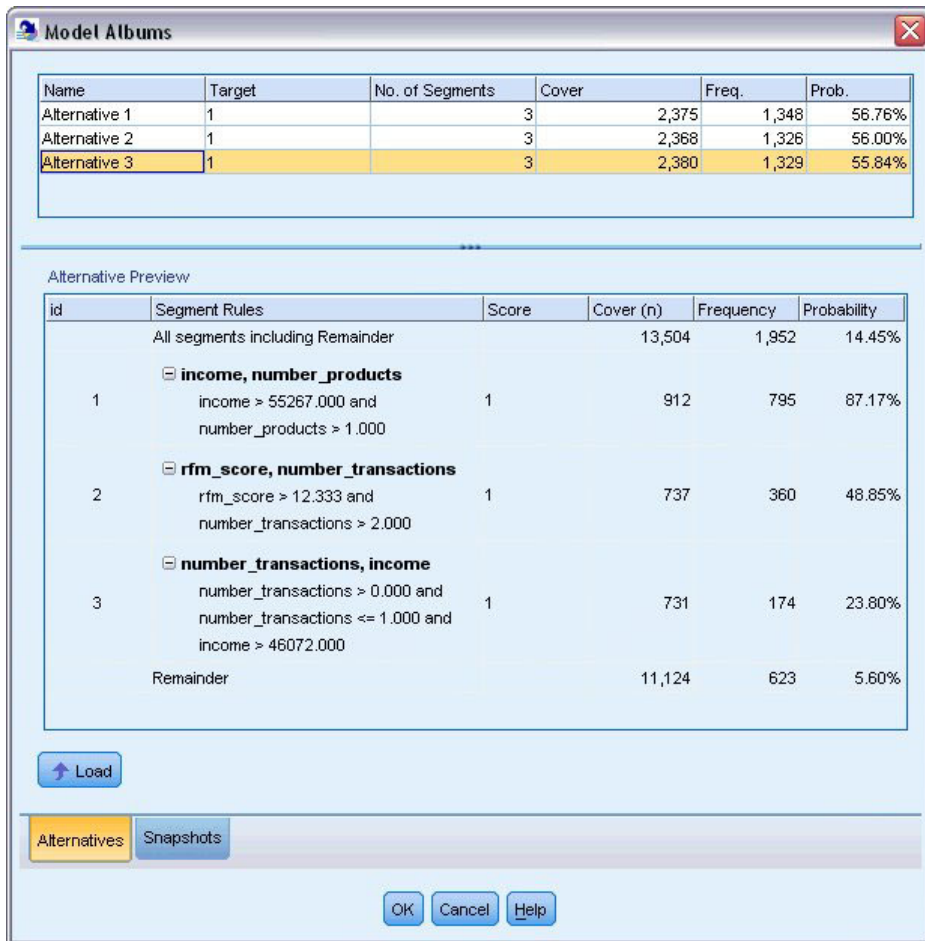 Model Albums
Name Target No. of Segments Cover Freq. Prob.
Alternative 1 1 3 2,375 1,348 56.76%
Alternative 2 1 3 2,368 1,326 56.00%
Alternative 3 1 3 2,380 1,329 55.84%
Alternative Preview
id Segment Rules Score Cover (n) Frequency Probability
All segments including Remainder 13,504 1,952 14.45%
income, number_products
income > 55267.000 and
1 1 912 795 87.17%
number_products > 1.000
rfm_score, number_transactions
2 rfm_score > 12.333 and 1 737 360 48.85%
number_transactions > 2.000
number_transactions, income
number_transactions > 0.000 and
3 1 731 174 23.80%
number_transactions <= 1.000 and
income > 46072.000
Remainder 11,124 623 5.60%
Load
Alternatives Snapshots
OK Cancel Help